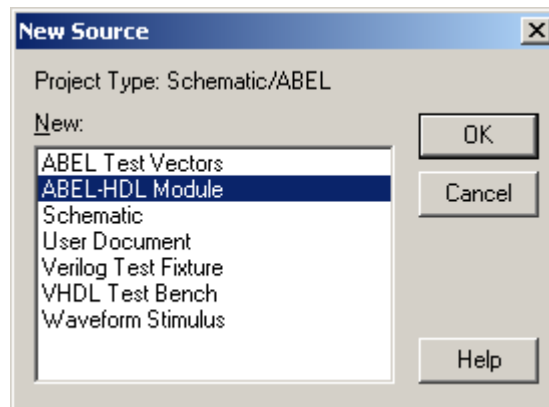 New Source
Project Type: Schematic/ABEL
New:
ABEL Test Vectors
ABEL-HDL Module
Schematic
User Document
Verilog Test Fixture
VHDL Test Bench
Waveform Stimulus
OK
Cancel
Help